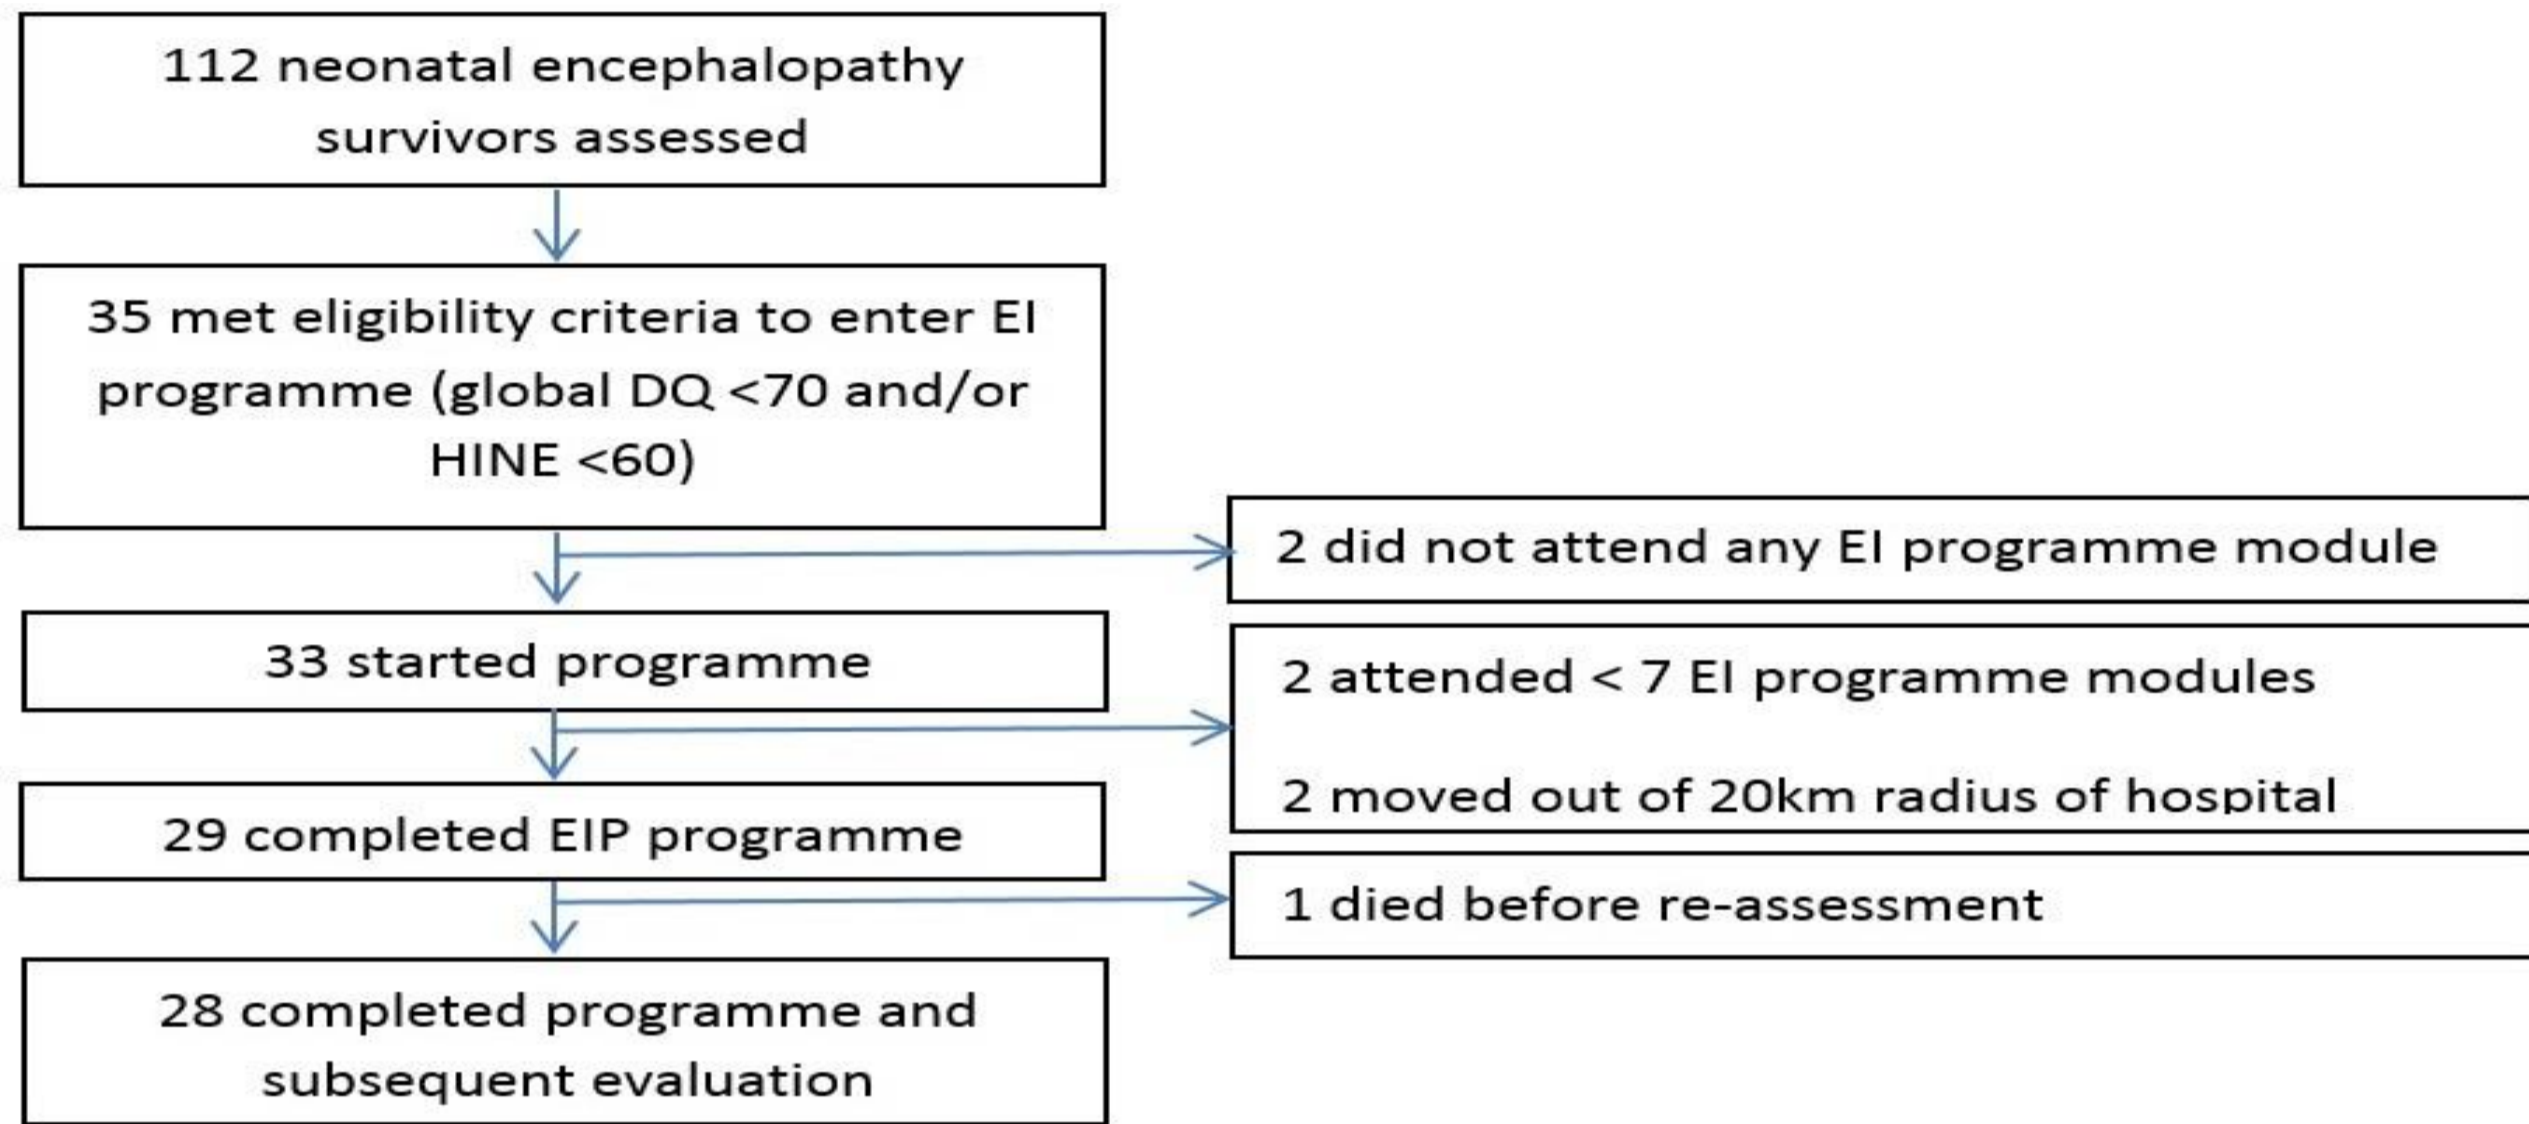 112 neonatal encephalopathy
survivors assessed
35 met eligibility criteria to enter EI
programme (global DQ <70 and/or
HINE <60)
2 did not attend any EI programme module
33 started programme
2 attended < 7 EI programme modules
2 moved out of 20km radius of hospital
29 completed EIP programme
1 died before re-assessment
28 completed programme and
subsequent evaluation